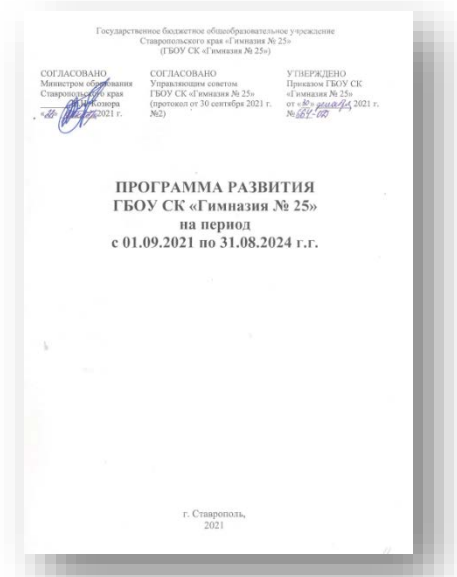 Государственное бюджетное общеобразовательное учреждение
Ставропольского края «Гимназия № 25»
(ГБОУ СК «Гимназия № 25»)
СОГЛАСОВАНО
Министром образования
Ставропольского края
Козюра
2021 г.
СОГЛАСОВАНО
Управляющим советом
ГБОУ СК «Гимназия № 25»
(протокол от 30 сентября 2021 г.
№2)
УТВЕРЖДЕНО
Приказом ГБОУ СК
«Гимназия № 25»
от «30» декабря 2021 г.
№
ПРОГРАММА РАЗВИТИЯ
ГБОУ СК «Гимназия № 25»
на период
с 01.09.2021 по 31.08.2024 г.г.
г. Ставрополь,
2021